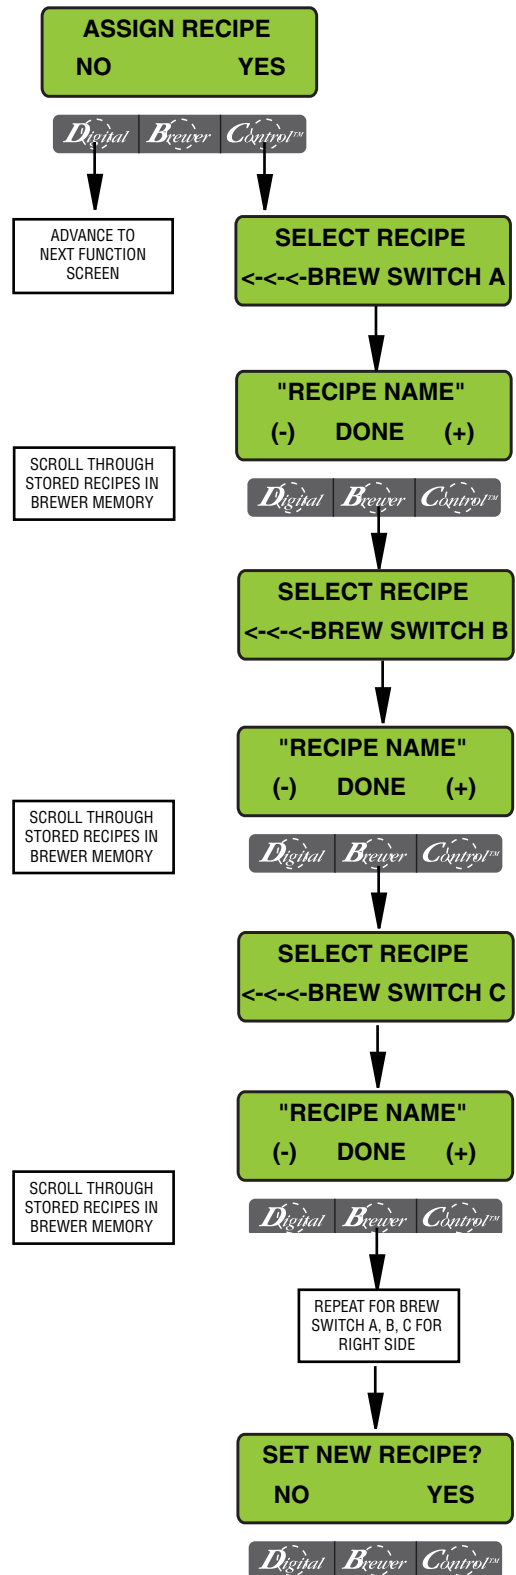 ASSIGN RECIPE
NO YES
Digital Brewer Control™
ADVANCE TO
NEXT FUNCTION
SCREEN
SELECT RECIPE
<-<-<-BREW SWITCH A
"RECIPE NAME"
(-) DONE (+)
SCROLL THROUGH
STORED RECIPES IN
BREWER MEMORY
Digital Brewer Control™
SELECT RECIPE
<-<-<-BREW SWITCH B
"RECIPE NAME"
(-) DONE (+)
SCROLL THROUGH
STORED RECIPES IN
BREWER MEMORY
Digital Brewer Control™
SELECT RECIPE
<-<-<-BREW SWITCH C
"RECIPE NAME"
(-) DONE (+)
SCROLL THROUGH
STORED RECIPES IN
BREWER MEMORY
Digital Brewer Control™
REPEAT FOR BREW
SWITCH A, B, C FOR
RIGHT SIDE
SET NEW RECIPE?
NO YES
Digital Brewer Control™